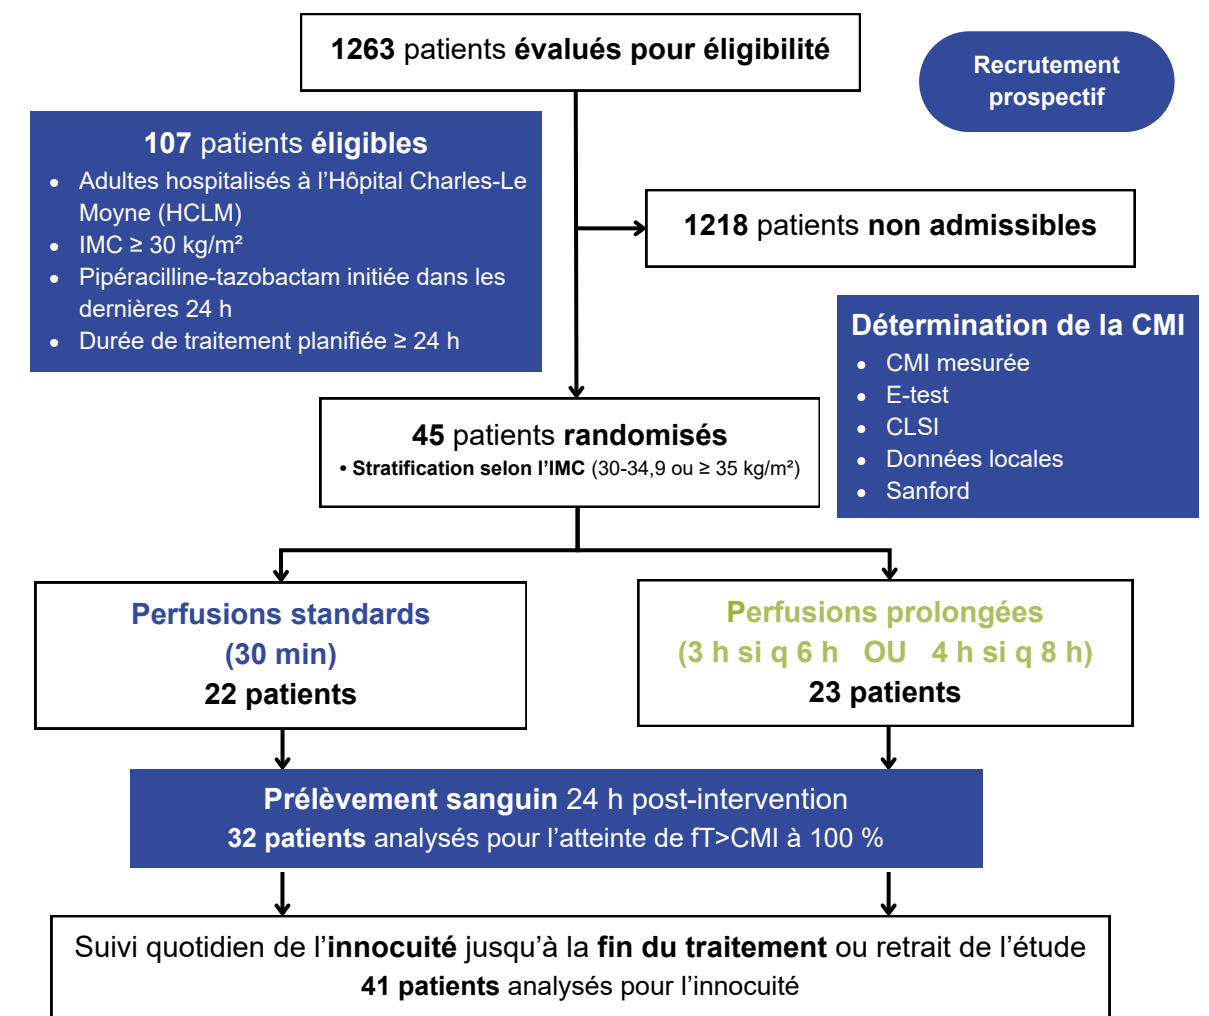 1263 patients évalués pour éligibilité
Recrutement
prospectif
107 patients éligibles
• Adultes hospitalisés à l'Hôpital Charles-Le
Moyne (HCLM)
• IMC ≥ 30 kg/m²
• Pipéracilline-tazobactam initiée dans les
dernières 24 h
• Durée de traitement planifiée ≥ 24 h
1218 patients non admissibles
Détermination de la CMI
• CMI mesurée
• E-test
• CLSI
• Données locales
• Sanford
45 patients randomisés
• Stratification selon l'IMC (30-34,9 ou ≥ 35 kg/m²)
Perfusions standards
(30 min)
22 patients
Perfusions prolongées
(3 h si q 6 h OU 4 h si q 8 h)
23 patients
Prélèvement sanguin 24 h post-intervention
32 patients analysés pour l'atteinte de fT>CMI à 100 %
Suivi quotidien de l'innocuité jusqu'à la fin du traitement ou retrait de l'étude
41 patients analysés pour l'innocuité